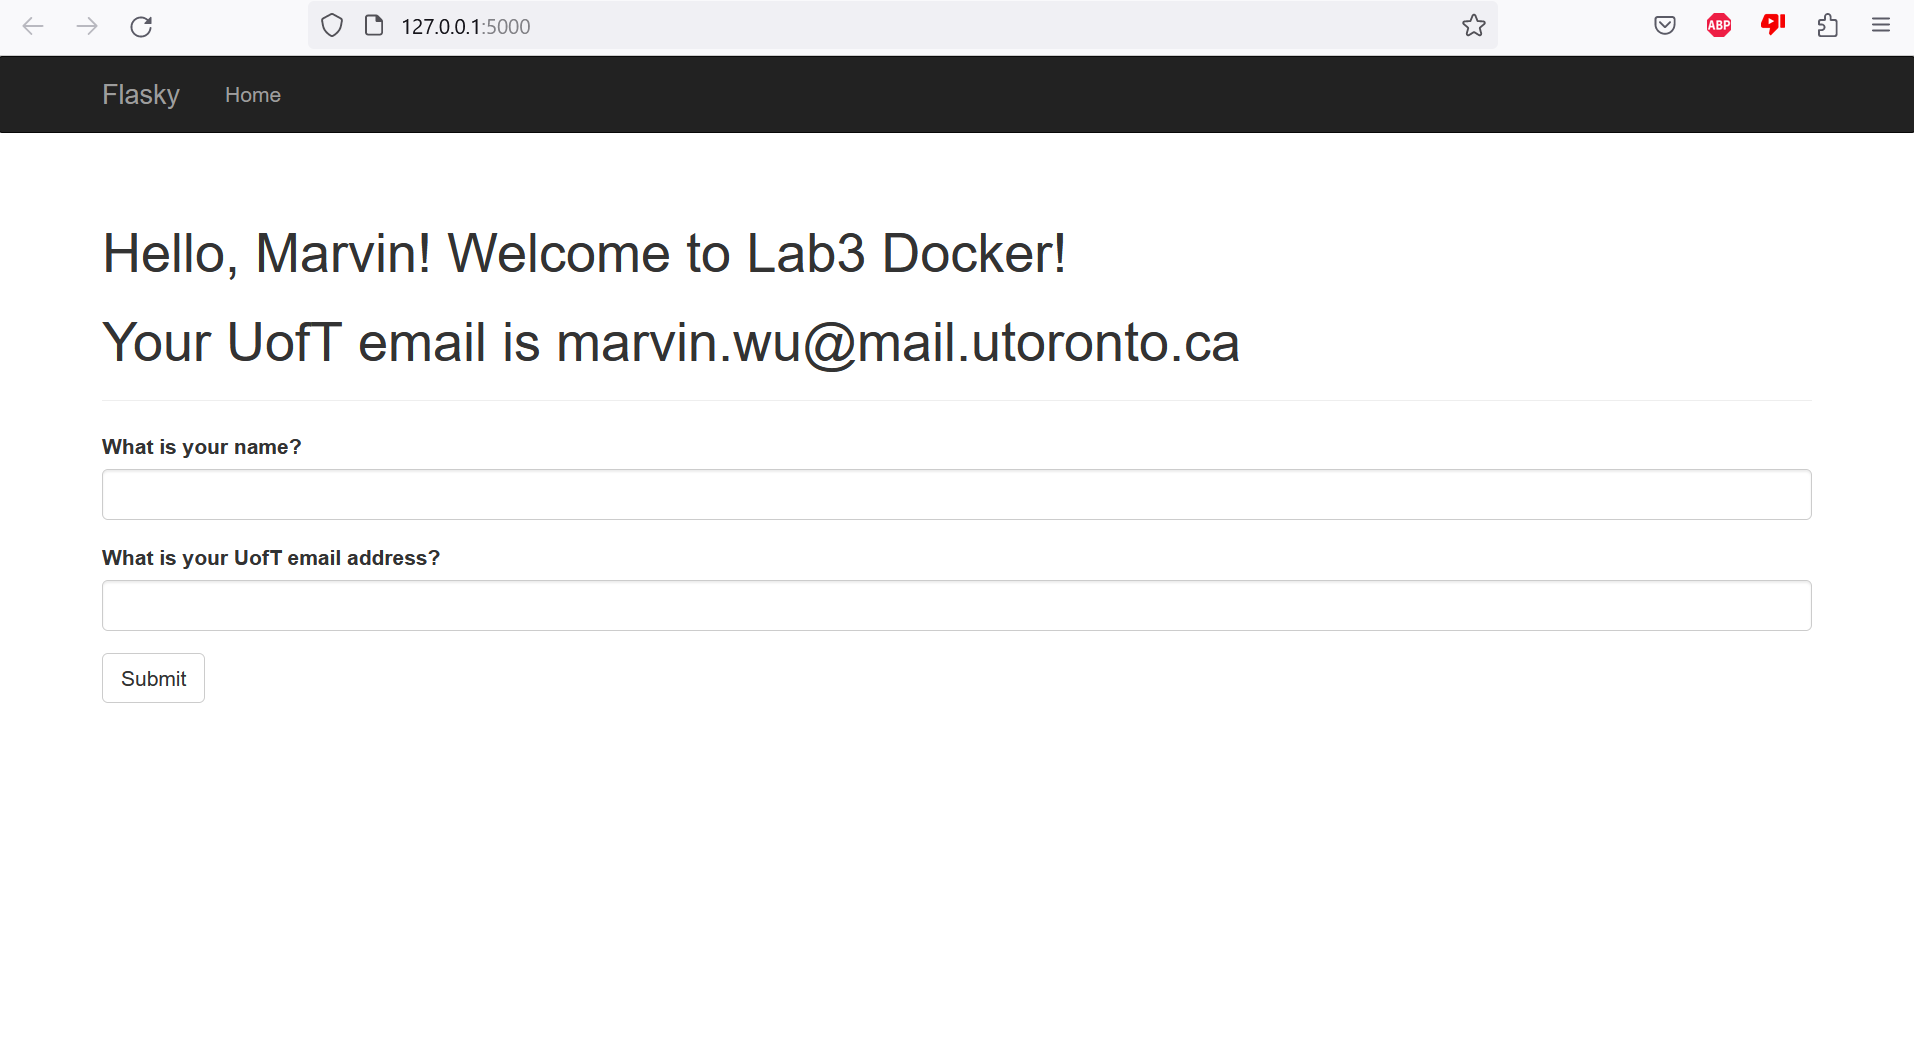 127.0.0.1:5000
ABP
Flasky Home
Hello, Marvin! Welcome to Lab3 Docker!
Your UofT email is marvin.wu@mail.utoronto.ca
What is your name?
What is your UofT email address?
Submit